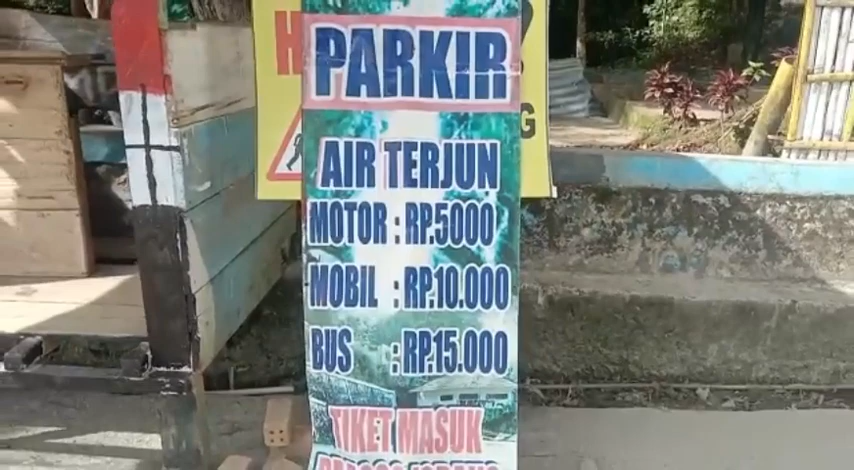 PARKIR
AIR TERJUN
MOTOR : RP.5000
MOBIL : RP.10.000
BUS : RP.15.000
TIKET MASUK